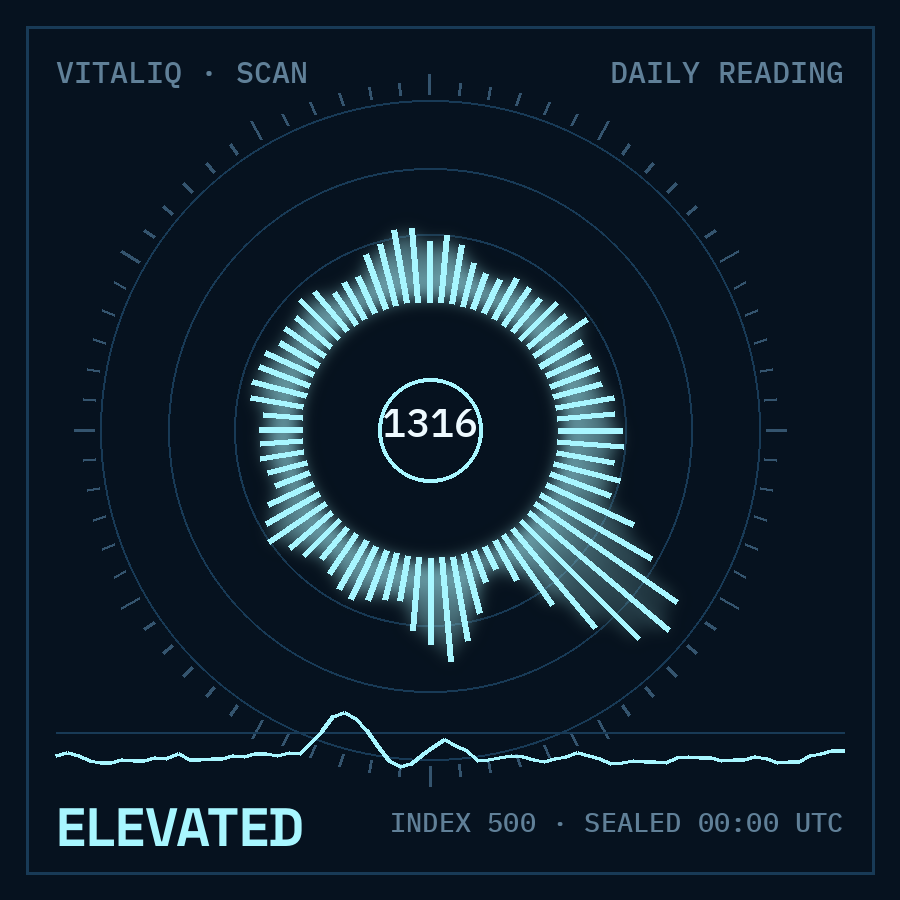 VITALIQ · SCAN
DAILY READING
1316
ELEVATED
INDEX 500 · SEALED 00:00 UTC